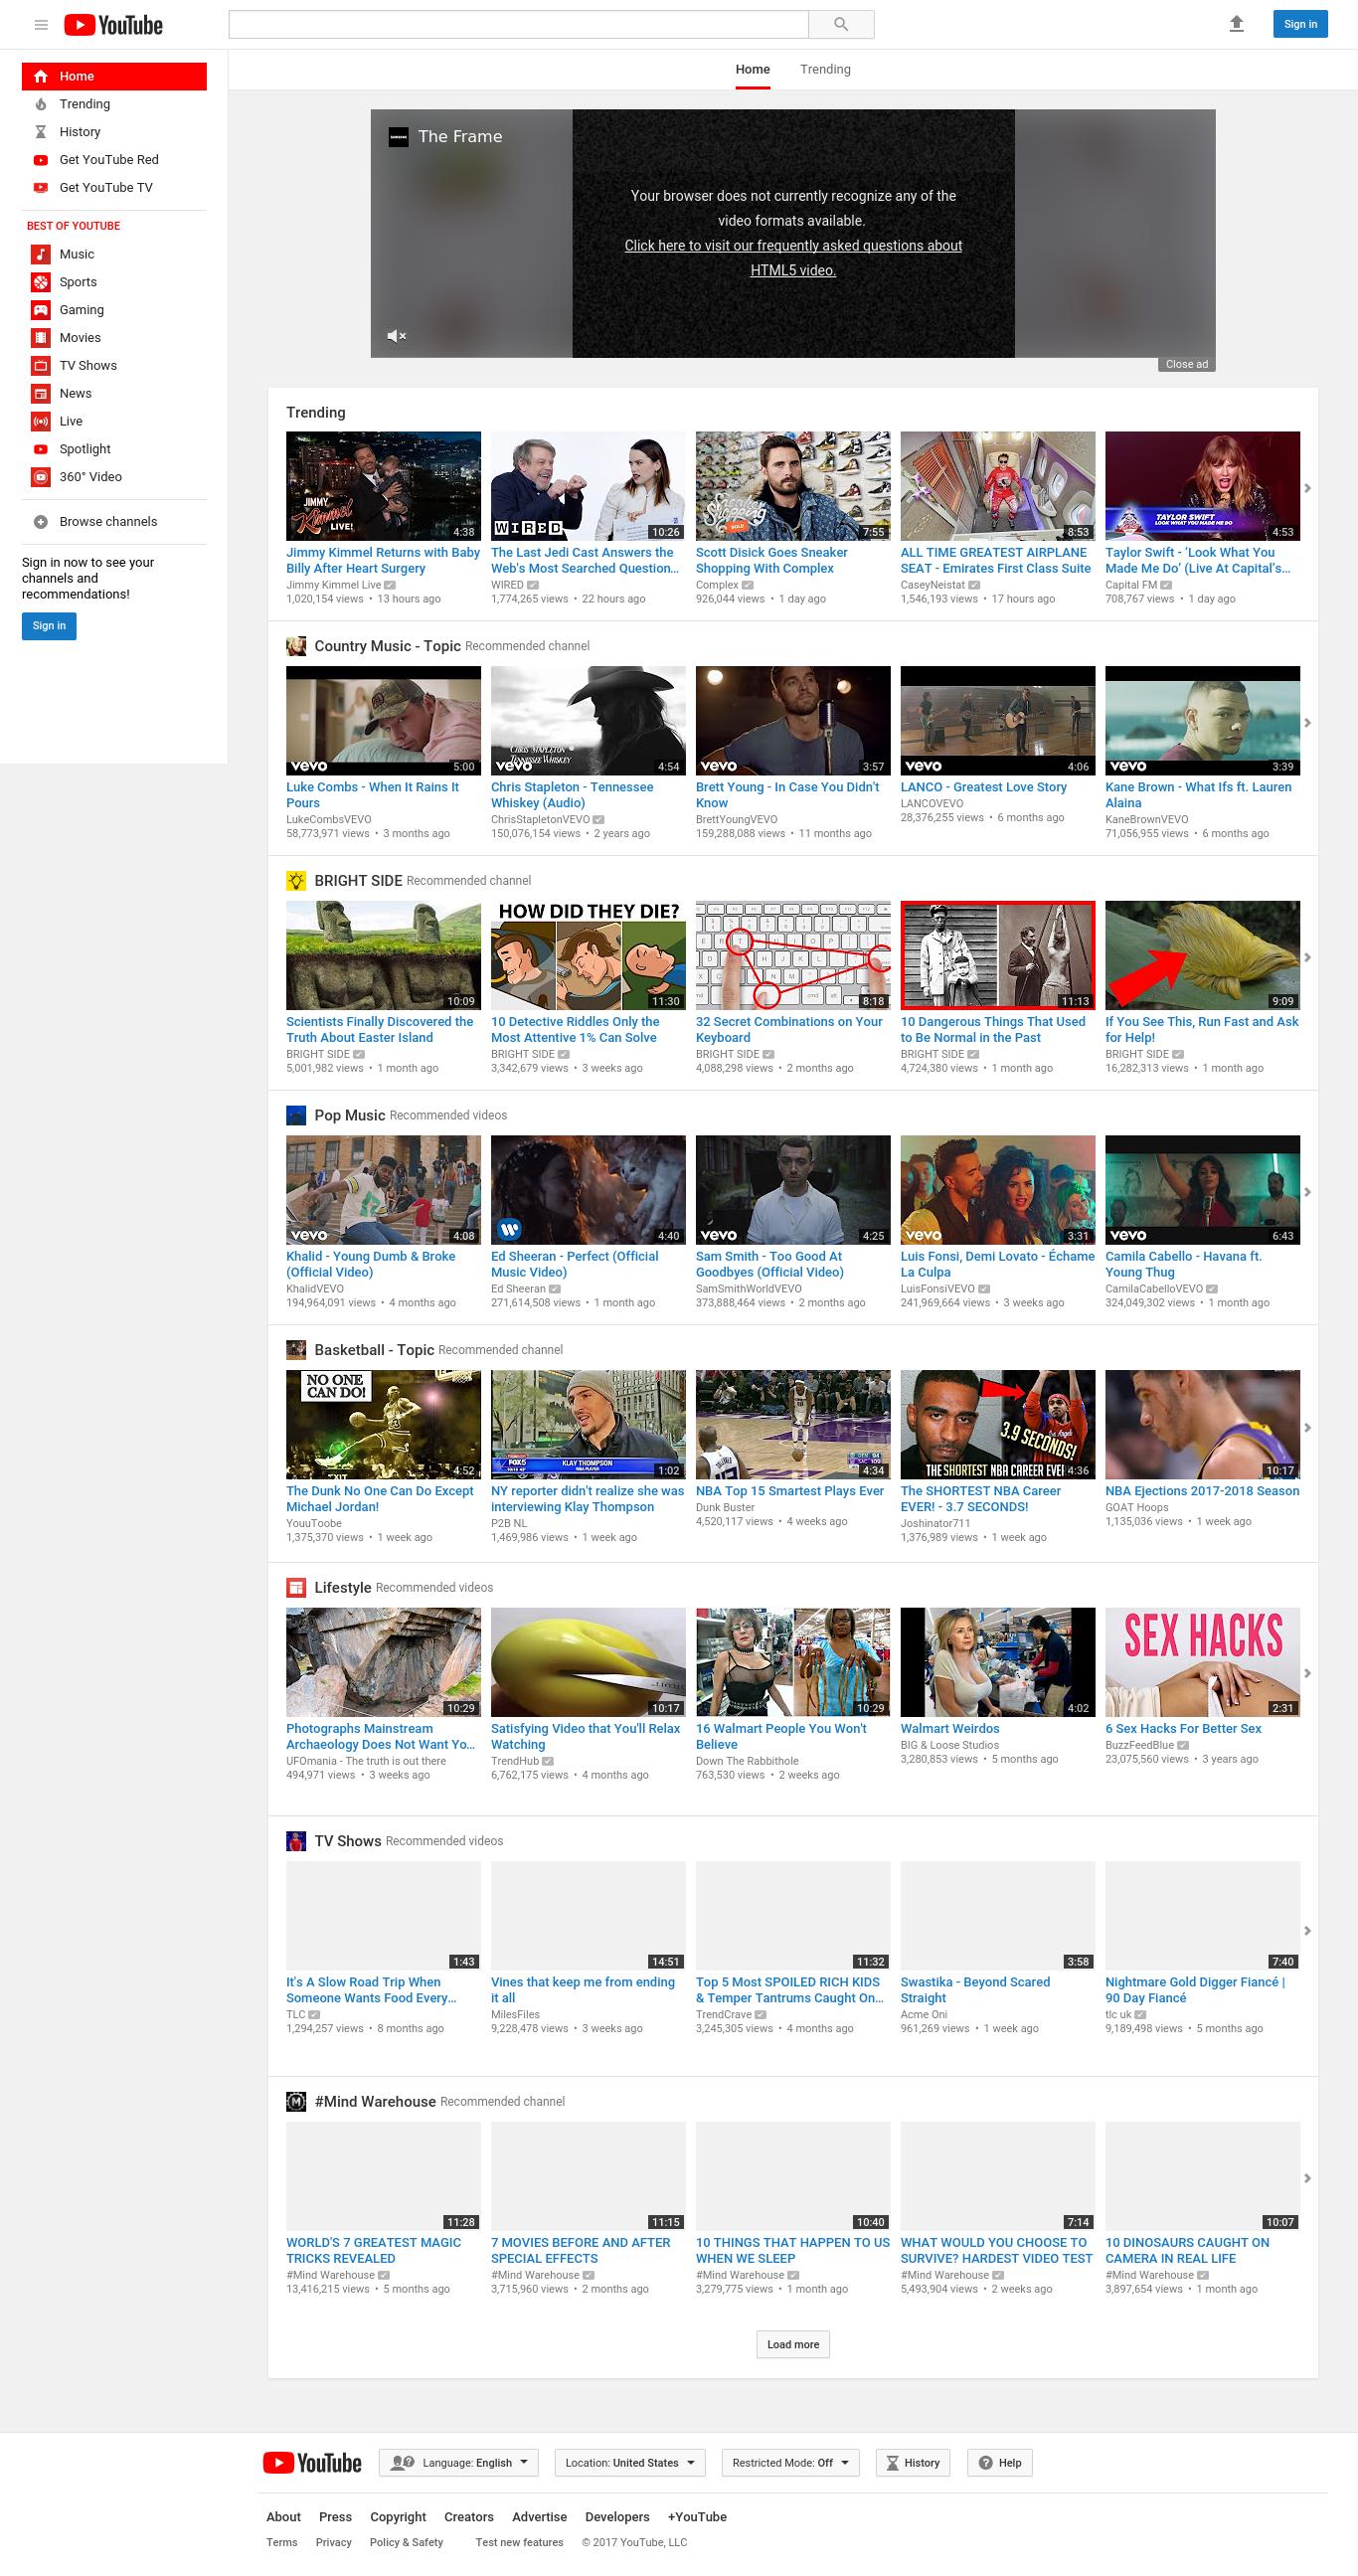 YouTube
Sign in
Home
Trending
History
Get YouTube Red
Get YouTube TV
BEST OF YOUTUBE
Music
Sports
Gaming
Movies
TV Shows
News
Live
Spotlight
360° Video
Browse channels
Sign in now to see your
channels and
recommendations!
Sign in
Home Trending
The Frame
Your browser does not currently recognize any of the
video formats available.
Click here to visit our frequently asked questions about
HTML5 video.
Close ad
Trending
JIMMY Kimmel LIVE! 4:38
WIRED 10:26
SOLD 7:55
8:53
TAYLOR SWIFT
LOOK WHAT YOU MADE ME DO
4:53
Jimmy Kimmel Returns with Baby
Billy After Heart Surgery
Jimmy Kimmel Live
1,020,154 views • 13 hours ago
The Last Jedi Cast Answers the
Web's Most Searched Question...
WIRED
1,774,265 views • 22 hours ago
Scott Disick Goes Sneaker
Shopping With Complex
Complex
926,044 views • 1 day ago
ALL TIME GREATEST AIRPLANE
SEAT - Emirates First Class Suite
CaseyNeistat
1,546,193 views • 17 hours ago
Taylor Swift - ‘Look What You
Made Me Do’ (Live At Capital's...
Capital FM
708,767 views • 1 day ago
Country Music - Topic Recommended channel
vevo 5:00
CHRIS STAPLETON
TENNESSEE WHISKEY
vevo 4:54
vevo 3:57
vevo 4:06
vevo 3:39
Luke Combs - When It Rains It
Pours
LukeCombsVEVO
58,773,971 views • 3 months ago
Chris Stapleton - Tennessee
Whiskey (Audio)
ChrisStapletonVEVO
150,076,154 views • 2 years ago
Brett Young - In Case You Didn't
Know
BrettYoungVEVO
159,288,088 views • 11 months ago
LANCO - Greatest Love Story
LANCOVEVO
28,376,255 views • 6 months ago
Kane Brown - What Ifs ft. Lauren
Alaina
KaneBrownVEVO
71,056,955 views • 6 months ago
BRIGHT SIDE Recommended channel
10:09
HOW DID THEY DIE?
11:30
8:18
11:13
9:09
Scientists Finally Discovered the
Truth About Easter Island
BRIGHT SIDE
5,001,982 views • 1 month ago
10 Detective Riddles Only the
Most Attentive 1% Can Solve
BRIGHT SIDE
3,342,679 views • 3 weeks ago
32 Secret Combinations on Your
Keyboard
BRIGHT SIDE
4,088,298 views • 2 months ago
10 Dangerous Things That Used
to Be Normal in the Past
BRIGHT SIDE
4,724,380 views • 1 month ago
If You See This, Run Fast and Ask
for Help!
BRIGHT SIDE
16,282,313 views • 1 month ago
Pop Music Recommended videos
vevo 4:08
4:40
vevo 4:25
vevo 3:31
vevo 6:43
Khalid - Young Dumb & Broke
(Official Video)
KhalidVEVO
194,964,091 views • 4 months ago
Ed Sheeran - Perfect (Official
Music Video)
Ed Sheeran
271,614,508 views • 1 month ago
Sam Smith - Too Good At
Goodbyes (Official Video)
SamSmithWorldVEVO
373,888,464 views • 2 months ago
Luis Fonsi, Demi Lovato - Échame
La Culpa
LuisFonsiVEVO
241,969,664 views • 3 weeks ago
Camila Cabello - Havana ft.
Young Thug
CamilaCabelloVEVO
324,049,302 views • 1 month ago
Basketball - Topic Recommended channel
NO ONE
CAN DO!
4:52
FOX5 KLAY THOMPSON
NBA PLAYER
1:02
4:34
3.9 SECONDS!
THE SHORTEST NBA CAREER EVER
4:36
10:17
The Dunk No One Can Do Except
Michael Jordan!
YouuToobe
1,375,370 views • 1 week ago
NY reporter didn't realize she was
interviewing Klay Thompson
P2B NL
1,469,986 views • 1 week ago
NBA Top 15 Smartest Plays Ever
Dunk Buster
4,520,117 views • 4 weeks ago
The SHORTEST NBA Career
EVER! - 3.7 SECONDS!
Joshinator711
1,376,989 views • 1 week ago
NBA Ejections 2017-2018 Season
GOAT Hoops
1,135,036 views • 1 week ago
Lifestyle Recommended videos
10:29
10:17
10:29
4:02
SEX HACKS
2:31
Photographs Mainstream
Archaeology Does Not Want Yo...
UFOmania - The truth is out there
494,971 views • 3 weeks ago
Satisfying Video that You'll Relax
Watching
TrendHub
6,762,175 views • 4 months ago
16 Walmart People You Won't
Believe
Down The Rabbithole
763,530 views • 2 weeks ago
Walmart Weirdos
BIG & Loose Studios
3,280,853 views • 5 months ago
6 Sex Hacks For Better Sex
BuzzFeedBlue
23,075,560 views • 3 years ago
TV Shows Recommended videos
1:43
14:51
11:32
3:58
7:40
It's A Slow Road Trip When
Someone Wants Food Every...
TLC
1,294,257 views • 8 months ago
Vines that keep me from ending
it all
MilesFiles
9,228,478 views • 3 weeks ago
Top 5 Most SPOILED RICH KIDS
& Temper Tantrums Caught On...
TrendCrave
3,245,305 views • 4 months ago
Swastika - Beyond Scared
Straight
Acme Oni
961,269 views • 1 week ago
Nightmare Gold Digger Fiancé |
90 Day Fiancé
tlc uk
9,189,498 views • 5 months ago
#Mind Warehouse Recommended channel
11:28
11:15
10:40
7:14
10:07
WORLD'S 7 GREATEST MAGIC
TRICKS REVEALED
#Mind Warehouse
13,416,215 views • 5 months ago
7 MOVIES BEFORE AND AFTER
SPECIAL EFFECTS
#Mind Warehouse
3,715,960 views • 2 months ago
10 THINGS THAT HAPPEN TO US
WHEN WE SLEEP
#Mind Warehouse
3,279,775 views • 1 month ago
WHAT WOULD YOU CHOOSE TO
SURVIVE? HARDEST VIDEO TEST
#Mind Warehouse
5,493,904 views • 2 weeks ago
10 DINOSAURS CAUGHT ON
CAMERA IN REAL LIFE
#Mind Warehouse
3,897,654 views • 1 month ago
Load more
YouTube Language: English Location: United States Restricted Mode: Off History Help
About Press Copyright Creators Advertise Developers +YouTube
Terms Privacy Policy & Safety Test new features © 2017 YouTube, LLC